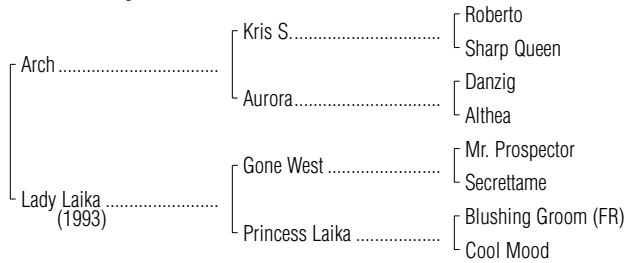 Roberto
Kris S.
Sharp Queen
Arch
Danzig
Aurora
Althea
Mr. Prospector
Gone West
Secrettame
Lady Laika
(1993)
Blushing Groom (FR)
Princess Laika
Cool Mood